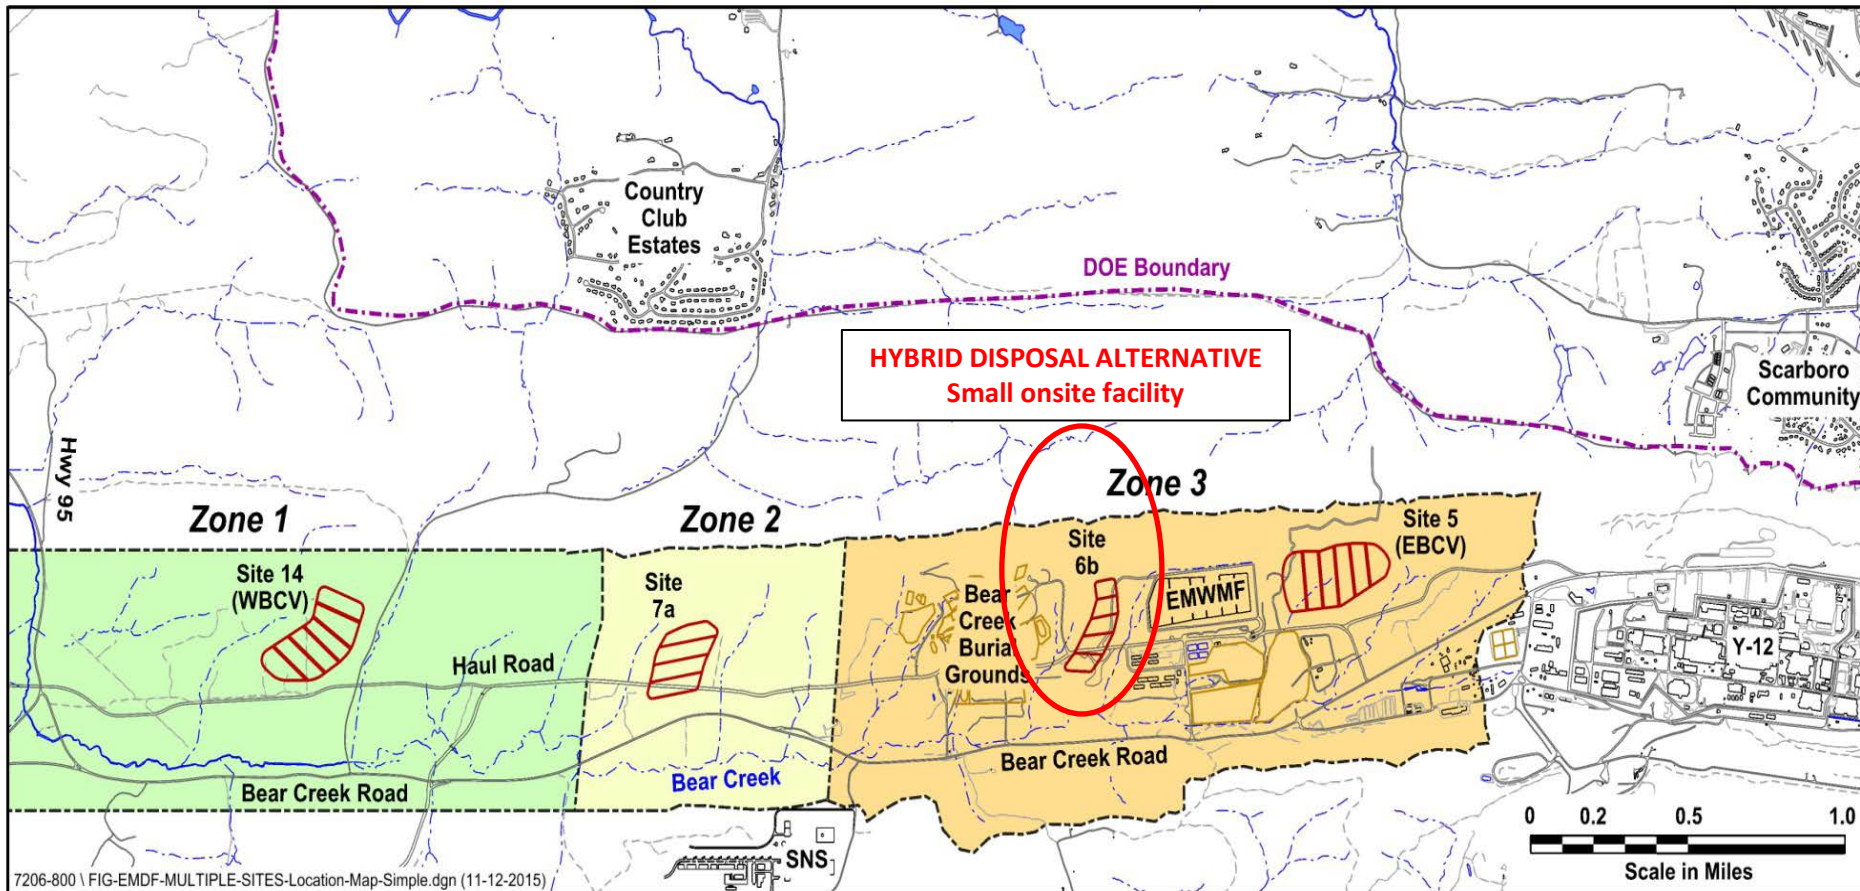 Country
Club
Estates
DOE Boundary
HYBRID DISPOSAL ALTERNATIVE
Small onsite facility
Scarboro
Community
Hwy 95
Zone 1
Zone 2
Zone 3
Site 14
(WBCV)
Site
7a
Site
6b
Site 5
(EBCV)
EMWMF
Bear
Creek
Burial
Grounds
Haul Road
Y-12
Bear Creek
Bear Creek Road
Bear Creek Road
SNS
0 0.2 0.5 1.0
Scale in Miles
7206-800 \ FIG-EMDF-MULTIPLE-SITES-Location-Map-Simple.dgn (11-12-2015)